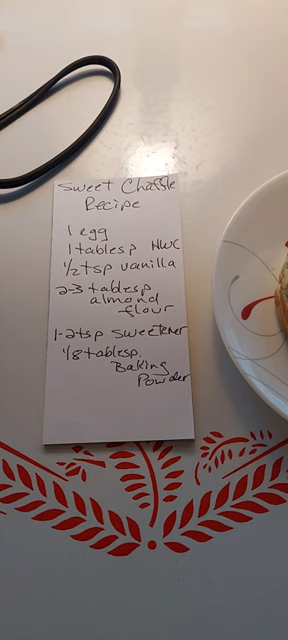 Sweet Chaffle
Recipe
1 egg
1 tablesp HWC
1/2 tsp vanilla
2-3 tablesp
almond
flour
1-2 tsp sweetener
1/8 tablesp.
Baking
Powder